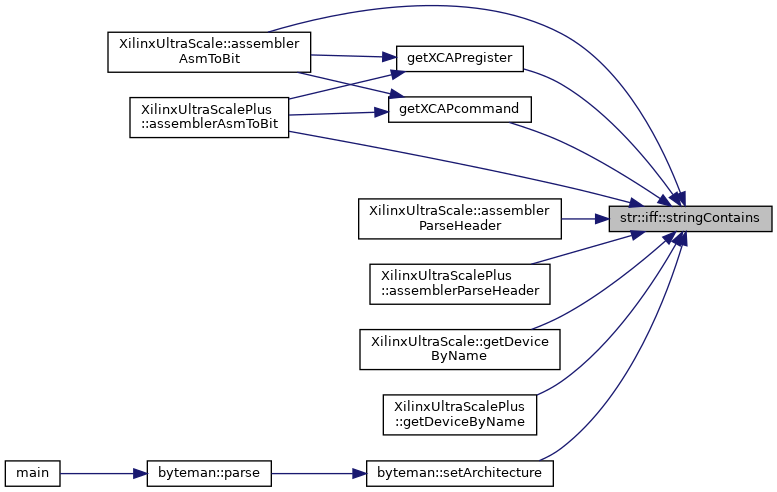 XilinxUltraScale::assembler
AsmToBit
getXCAPregister
XilinxUltraScalePlus
::assemblerAsmToBit
getXCAPcommand
XilinxUltraScale::assembler
ParseHeader
str::iff::stringContains
XilinxUltraScalePlus
::assemblerParseHeader
XilinxUltraScale::getDevice
ByName
XilinxUltraScalePlus
::getDeviceByName
main
byteman::parse
byteman::setArchitecture